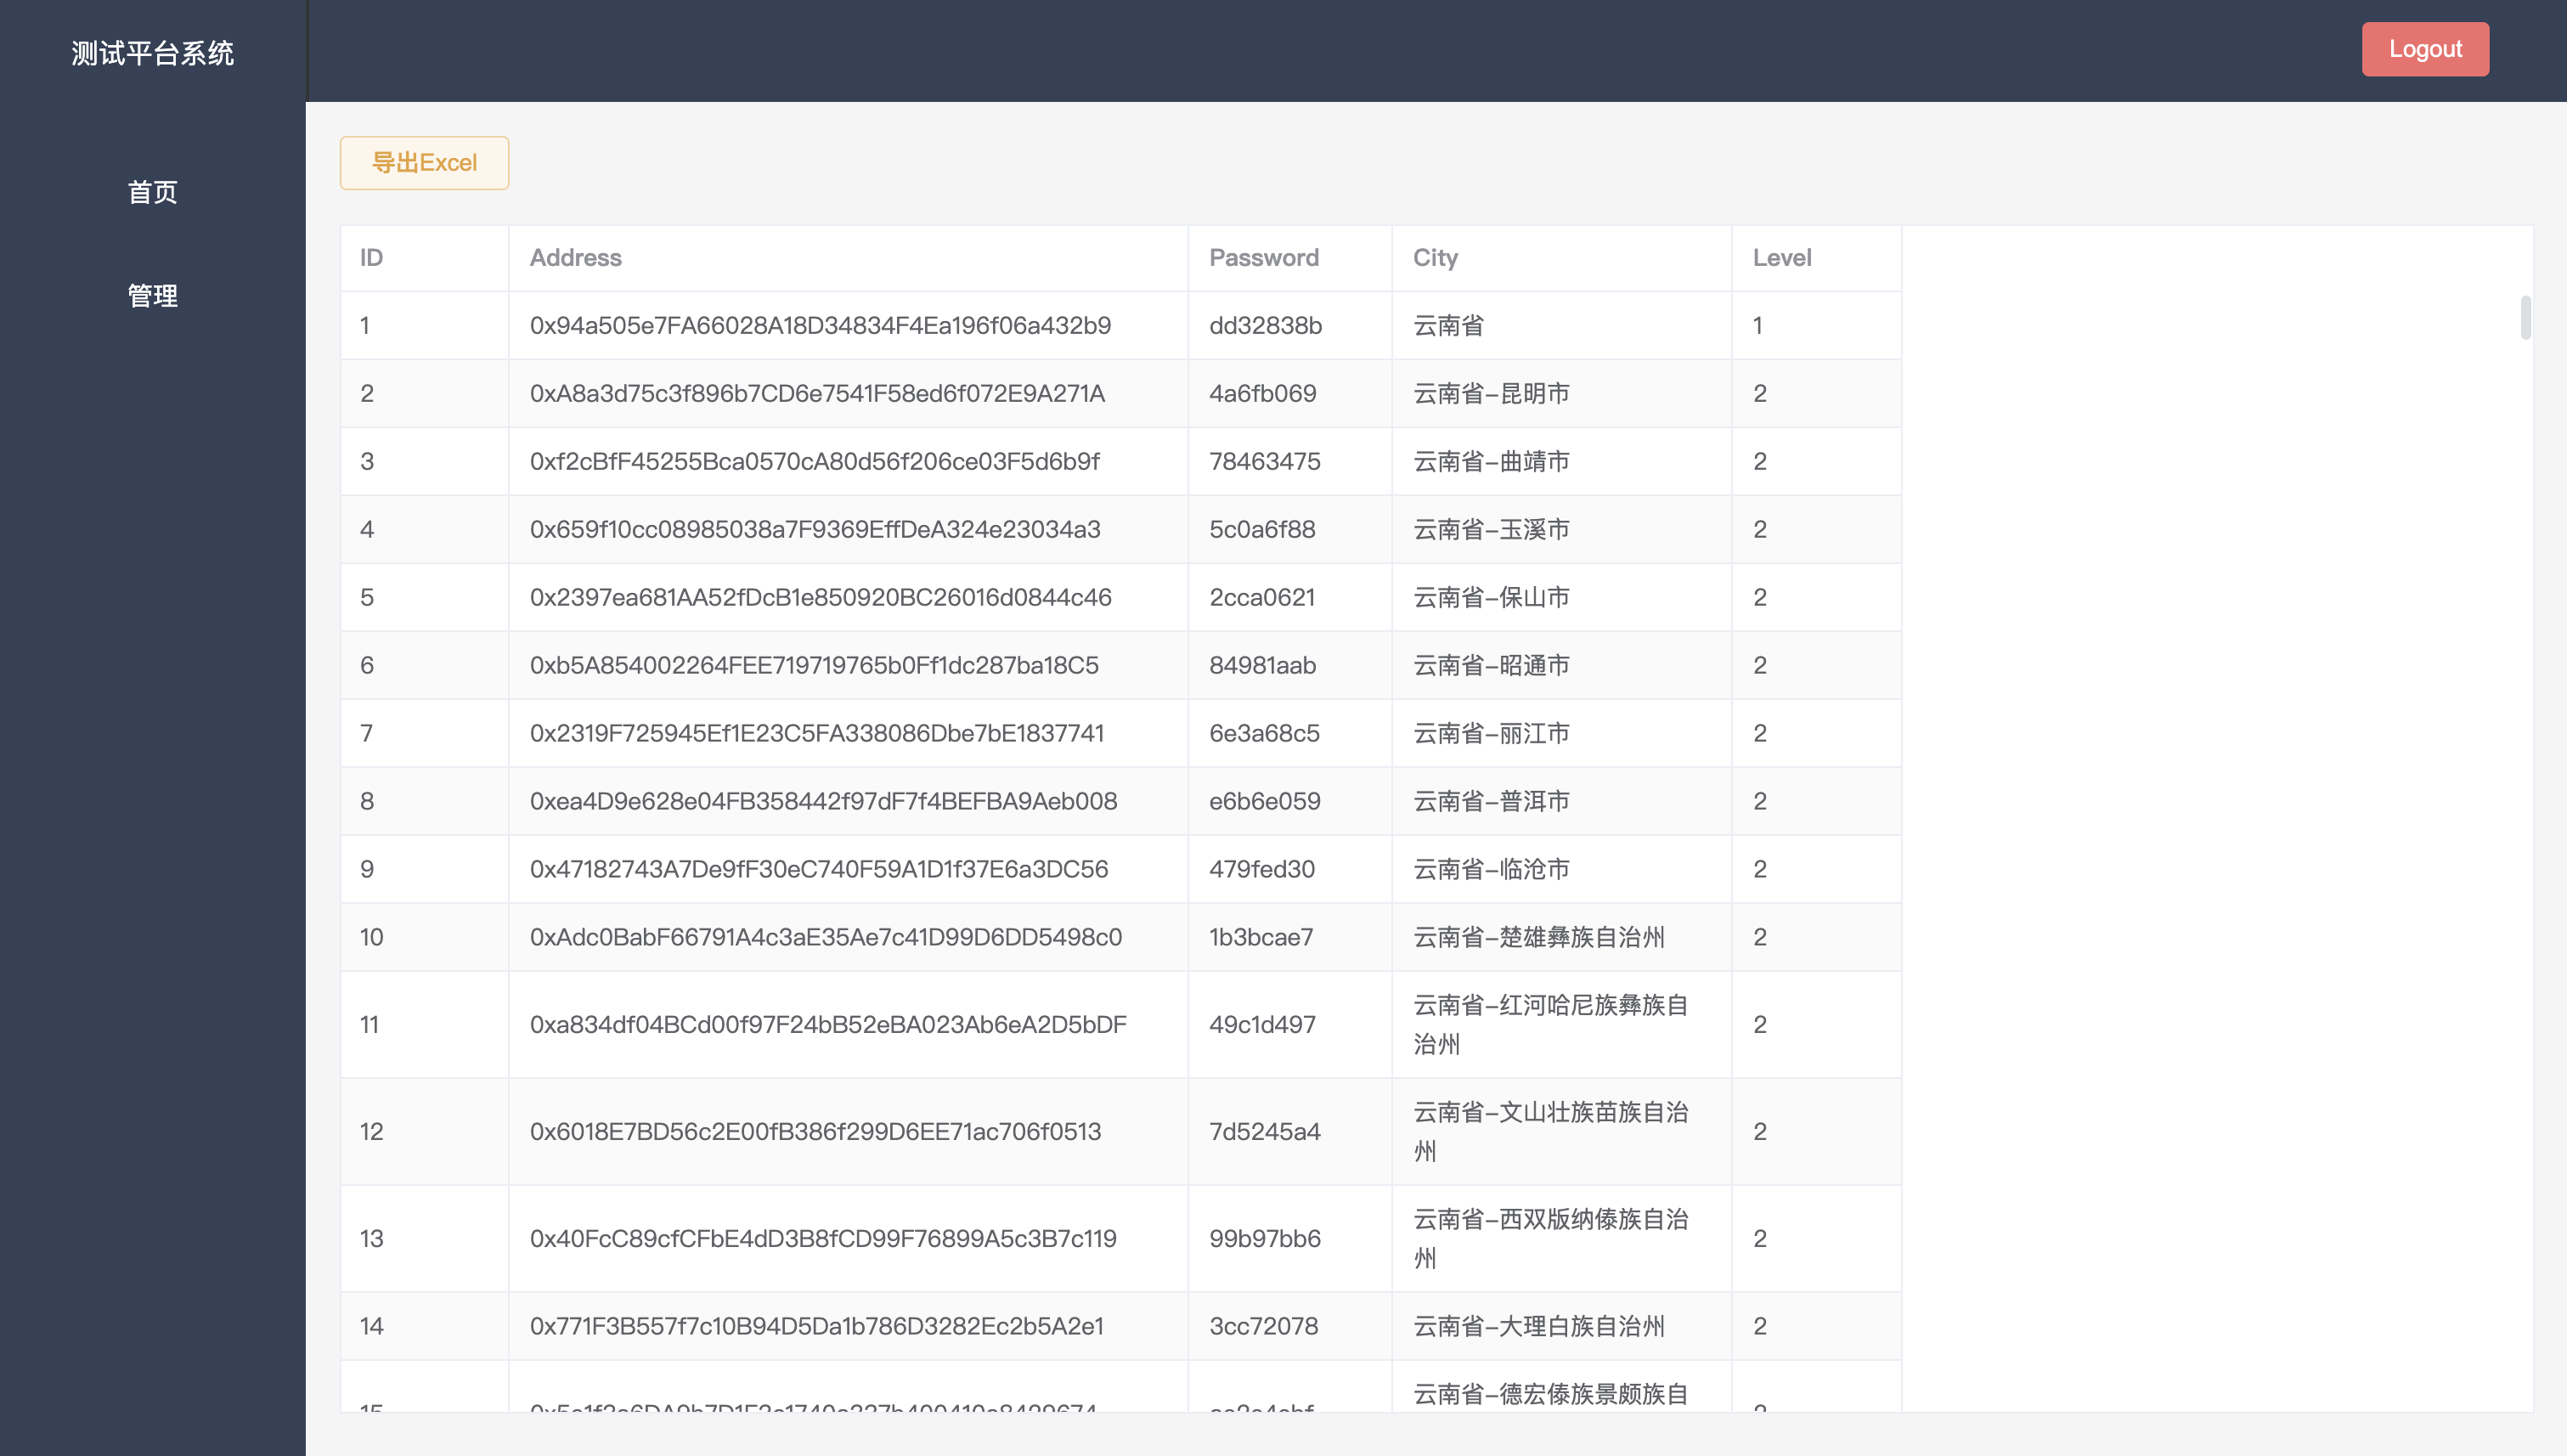 测试平台系统
Logout
首页
管理
导出Excel
ID Address Password City Level
1 0x94a505e7FA66028A18D34834F4Ea196f06a432b9 dd32838b 云南省 1
2 0xA8a3d75c3f896b7CD6e7541F58ed6f072E9A271A 4a6fb069 云南省-昆明市 2
3 0xf2cBfF45255Bca0570cA80d56f206ce03F5d6b9f 78463475 云南省-曲靖市 2
4 0x659f10cc08985038a7F9369EffDeA324e23034a3 5c0a6f88 云南省-玉溪市 2
5 0x2397ea681AA52fDcB1e850920BC26016d0844c46 2cca0621 云南省-保山市 2
6 0xb5A854002264FEE719719765b0Ff1dc287ba18C5 84981aab 云南省-昭通市 2
7 0x2319F725945Ef1E23C5FA338086Dbe7bE1837741 6e3a68c5 云南省-丽江市 2
8 0xea4D9e628e04FB358442f97dF7f4BEFBA9Aeb008 e6b6e059 云南省-普洱市 2
9 0x47182743A7De9fF30eC740F59A1D1f37E6a3DC56 479fed30 云南省-临沧市 2
10 0xAdc0BabF66791A4c3aE35Ae7c41D99D6DD5498c0 1b3bcae7 云南省-楚雄彝族自治州 2
11 0xa834df04BCd00f97F24bB52eBA023Ab6eA2D5bDF 49c1d497 云南省-红河哈尼族彝族自
治州 2
12 0x6018E7BD56c2E00fB386f299D6EE71ac706f0513 7d5245a4 云南省-文山壮族苗族自治
州 2
13 0x40FcC89cfCFbE4dD3B8fCD99F76899A5c3B7c119 99b97bb6 云南省-西双版纳傣族自治
州 2
14 0x771F3B557f7c10B94D5Da1b786D3282Ec2b5A2e1 3cc72078 云南省-大理白族自治州 2
15 云南省-德宏傣族景颇族自